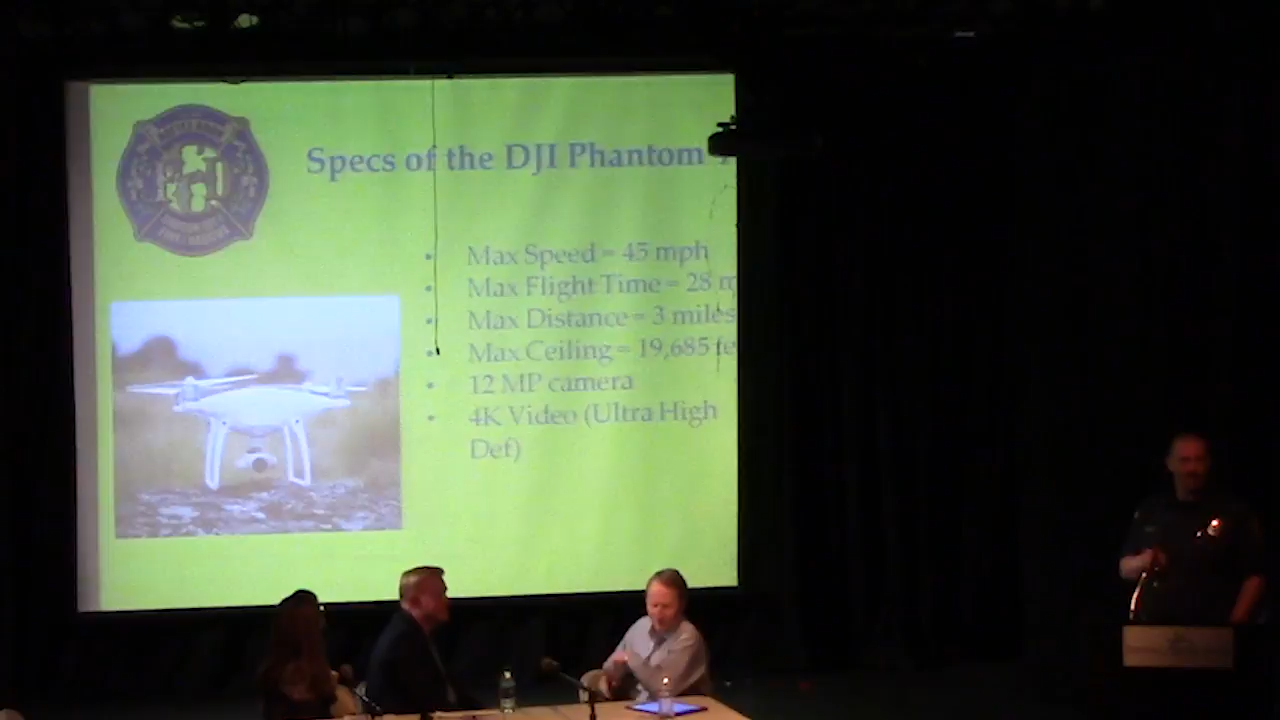 Specs of the DJI Phantom
• Max Speed = 45 mph
• Max Flight Time = 28
• Max Distance = 3 miles
• Max Ceiling = 19,685
• 12 MP camera
• 4K Video (Ultra High
Def)